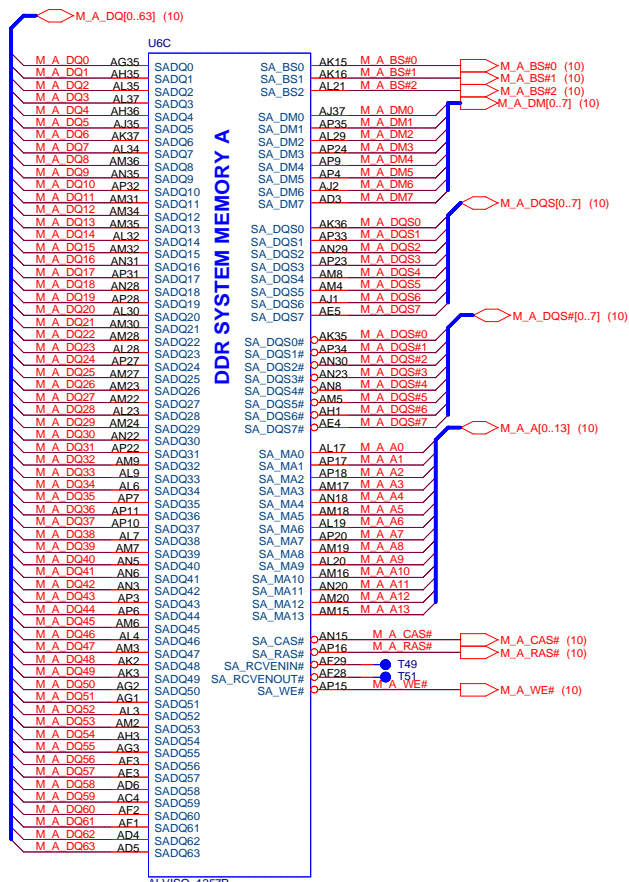 M_A_DQ[0..63] (10)
U6C
M_A_DQ0 AG35 SADQ0
M_A_DQ1 AH35 SADQ1
M_A_DQ2 AL35 SADQ2
M_A_DQ3 AL37 SADQ3
M_A_DQ4 AH36 SADQ4
M_A_DQ5 AJ35 SADQ5
M_A_DQ6 AK37 SADQ6
M_A_DQ7 AL34 SADQ7
M_A_DQ8 AM36 SADQ8
M_A_DQ9 AN35 SADQ9
M_A_DQ10 AP32 SADQ10
M_A_DQ11 AM31 SADQ11
M_A_DQ12 AM34 SADQ12
M_A_DQ13 AM35 SADQ13
M_A_DQ14 AL32 SADQ14
M_A_DQ15 AM32 SADQ15
M_A_DQ16 AN31 SADQ16
M_A_DQ17 AP31 SADQ17
M_A_DQ18 AN28 SADQ18
M_A_DQ19 AP28 SADQ19
M_A_DQ20 AL30 SADQ20
M_A_DQ21 AM30 SADQ21
M_A_DQ22 AM28 SADQ22
M_A_DQ23 AL28 SADQ23
M_A_DQ24 AP27 SADQ24
M_A_DQ25 AM27 SADQ25
M_A_DQ26 AM23 SADQ26
M_A_DQ27 AM22 SADQ27
M_A_DQ28 AL23 SADQ28
M_A_DQ29 AM24 SADQ29
M_A_DQ30 AN22 SADQ30
M_A_DQ31 AP22 SADQ31
M_A_DQ32 AM9 SADQ32
M_A_DQ33 AL9 SADQ33
M_A_DQ34 AL6 SADQ34
M_A_DQ35 AP7 SADQ35
M_A_DQ36 AP11 SADQ36
M_A_DQ37 AP10 SADQ37
M_A_DQ38 AL7 SADQ38
M_A_DQ39 AM7 SADQ39
M_A_DQ40 AN5 SADQ40
M_A_DQ41 AN6 SADQ41
M_A_DQ42 AN3 SADQ42
M_A_DQ43 AP3 SADQ43
M_A_DQ44 AP6 SADQ44
M_A_DQ45 AM6 SADQ45
M_A_DQ46 AL4 SADQ46
M_A_DQ47 AM3 SADQ47
M_A_DQ48 AK2 SADQ48
M_A_DQ49 AK3 SADQ49
M_A_DQ50 AG2 SADQ50
M_A_DQ51 AG1 SADQ51
M_A_DQ52 AL3 SADQ52
M_A_DQ53 AM2 SADQ53
M_A_DQ54 AH3 SADQ54
M_A_DQ55 AG3 SADQ55
M_A_DQ56 AF3 SADQ56
M_A_DQ57 AE3 SADQ57
M_A_DQ58 AD6 SADQ58
M_A_DQ59 AC4 SADQ59
M_A_DQ60 AF2 SADQ60
M_A_DQ61 AF1 SADQ61
M_A_DQ62 AD4 SADQ62
M_A_DQ63 AD5 SADQ63
DDR SYSTEM MEMORY A
SA_BS0 AK15 M_A_BS#0 M_A_BS#0 (10)
SA_BS1 AK16 M_A_BS#1 M_A_BS#1 (10)
SA_BS2 AL21 M_A_BS#2 M_A_BS#2 (10)
M_A_DM[0..7] (10)
SA_DM0 AJ37 M_A_DM0
SA_DM1 AP35 M_A_DM1
SA_DM2 AL29 M_A_DM2
SA_DM3 AP24 M_A_DM3
SA_DM4 AP9 M_A_DM4
SA_DM5 AP4 M_A_DM5
SA_DM6 AJ2 M_A_DM6
SA_DM7 AD3 M_A_DM7
M_A_DQS[0..7] (10)
SA_DQS0 AK36 M_A_DQS0
SA_DQS1 AP33 M_A_DQS1
SA_DQS2 AN29 M_A_DQS2
SA_DQS3 AP23 M_A_DQS3
SA_DQS4 AM8 M_A_DQS4
SA_DQS5 AM4 M_A_DQS5
SA_DQS6 AJ1 M_A_DQS6
SA_DQS7 AE5 M_A_DQS7
M_A_DQS#[0..7] (10)
SA_DQS0# AK35 M_A_DQS#0
SA_DQS1# AP34 M_A_DQS#1
SA_DQS2# AN30 M_A_DQS#2
SA_DQS3# AN23 M_A_DQS#3
SA_DQS4# AN8 M_A_DQS#4
SA_DQS5# AM5 M_A_DQS#5
SA_DQS6# AH1 M_A_DQS#6
SA_DQS7# AE4 M_A_DQS#7
M_A_A[0..13] (10)
SA_MA0 AL17 M_A_A0
SA_MA1 AP17 M_A_A1
SA_MA2 AP18 M_A_A2
SA_MA3 AM17 M_A_A3
SA_MA4 AN18 M_A_A4
SA_MA5 AM18 M_A_A5
SA_MA6 AL19 M_A_A6
SA_MA7 AP20 M_A_A7
SA_MA8 AM19 M_A_A8
SA_MA9 AL20 M_A_A9
SA_MA10 AM16 M_A_A10
SA_MA11 AN20 M_A_A11
SA_MA12 AM20 M_A_A12
SA_MA13 AM15 M_A_A13
SA_CAS# AN15 M_A_CAS# M_A_CAS# (10)
SA_RAS# AP16 M_A_RAS# M_A_RAS# (10)
SA_RCVENIN# AF29 T49
SA_RCVENOUT# AF28 T51
SA_WE# AP15 M_A_WE# M_A_WE# (10)